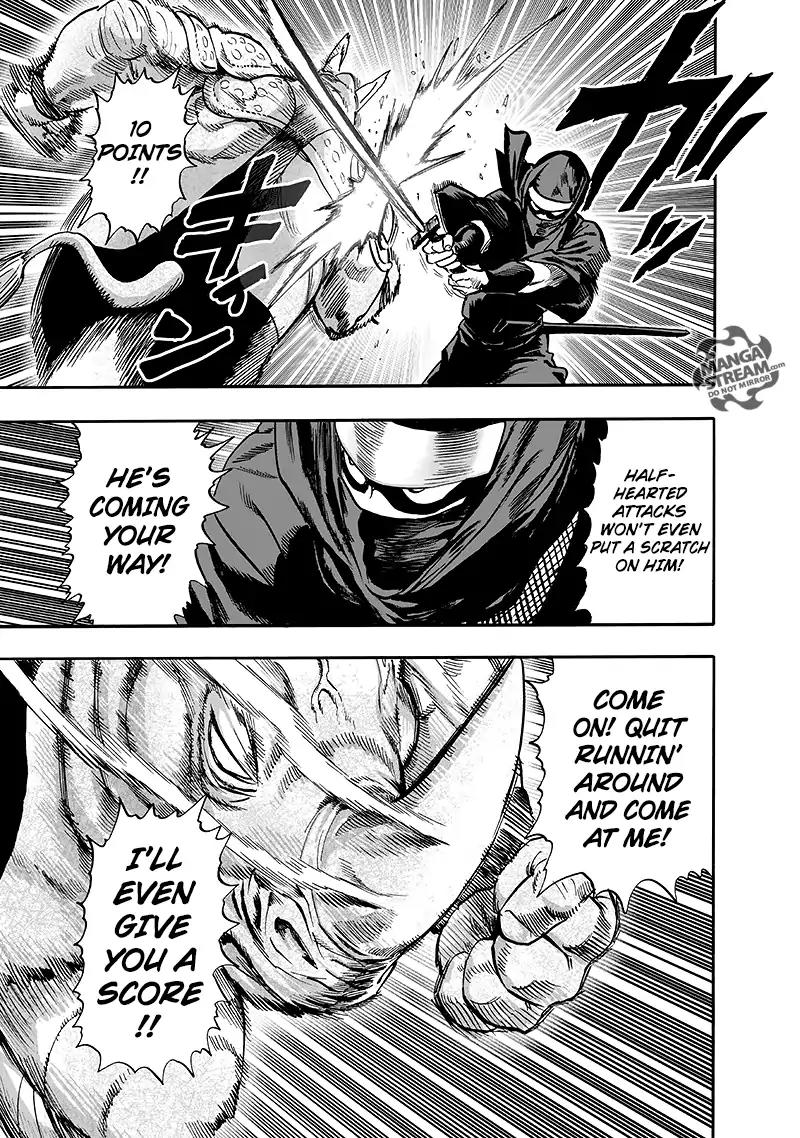 ガッ
10
POINTS
!!
キィン
MANGA
STREAM.com
DO NOT MIRROR
HALF-
HEARTED
ATTACKS
WON'T EVEN
PUT A SCRATCH
ON HIM!
HE'S
COMING
YOUR
WAY!
COME
ON! QUIT
RUNNIN'
AROUND
AND COME
AT ME!
I'LL
EVEN
GIVE
YOU A
SCORE
!!